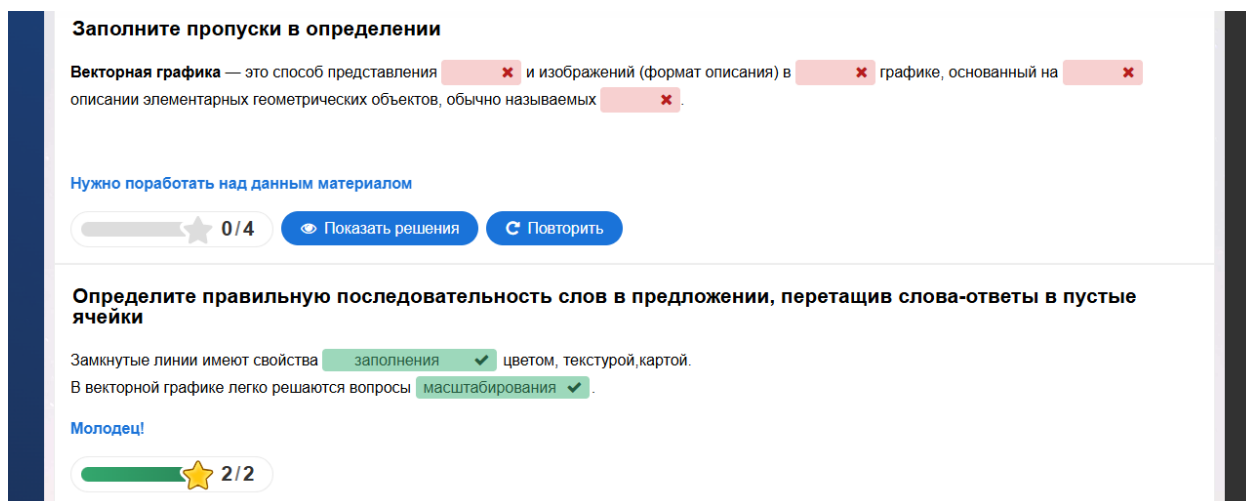 Заполните пропуски в определении
Векторная графика — это способ представления и изображений (формат описания) в графике, основанный на
описании элементарных геометрических объектов, обычно называемых .
Нужно поработать над данным материалом
0/4 Показать решения Повторить
Определите правильную последовательность слов в предложении, перетащив слова-ответы в пустые
ячейки
Замкнутые линии имеют свойства заполнения цветом, текстурой,картой.
В векторной графике легко решаются вопросы масштабирования .
Молодец!
2/2